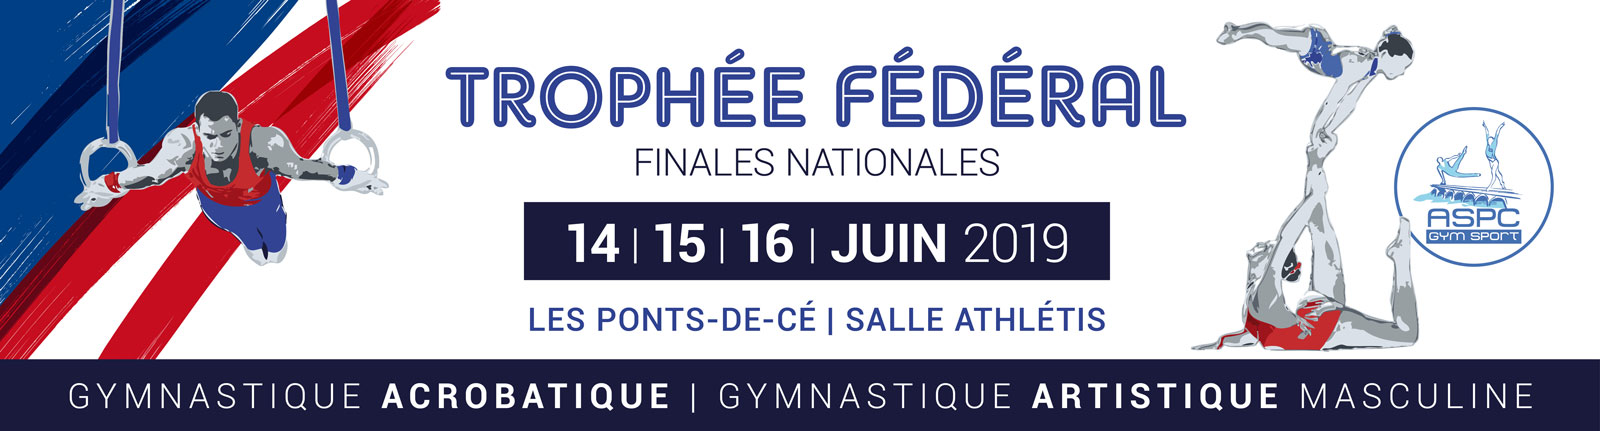 TROPHÉE FÉDÉRAL
FINALES NATIONALES
14 | 15 | 16 | JUIN 2019
LES PONTS-DE-CÉ | SALLE ATHLÉTIS
ASPC
GYM SPORT
GYMNASTIQUE ACROBATIQUE | GYMNASTIQUE ARTISTIQUE MASCULINE